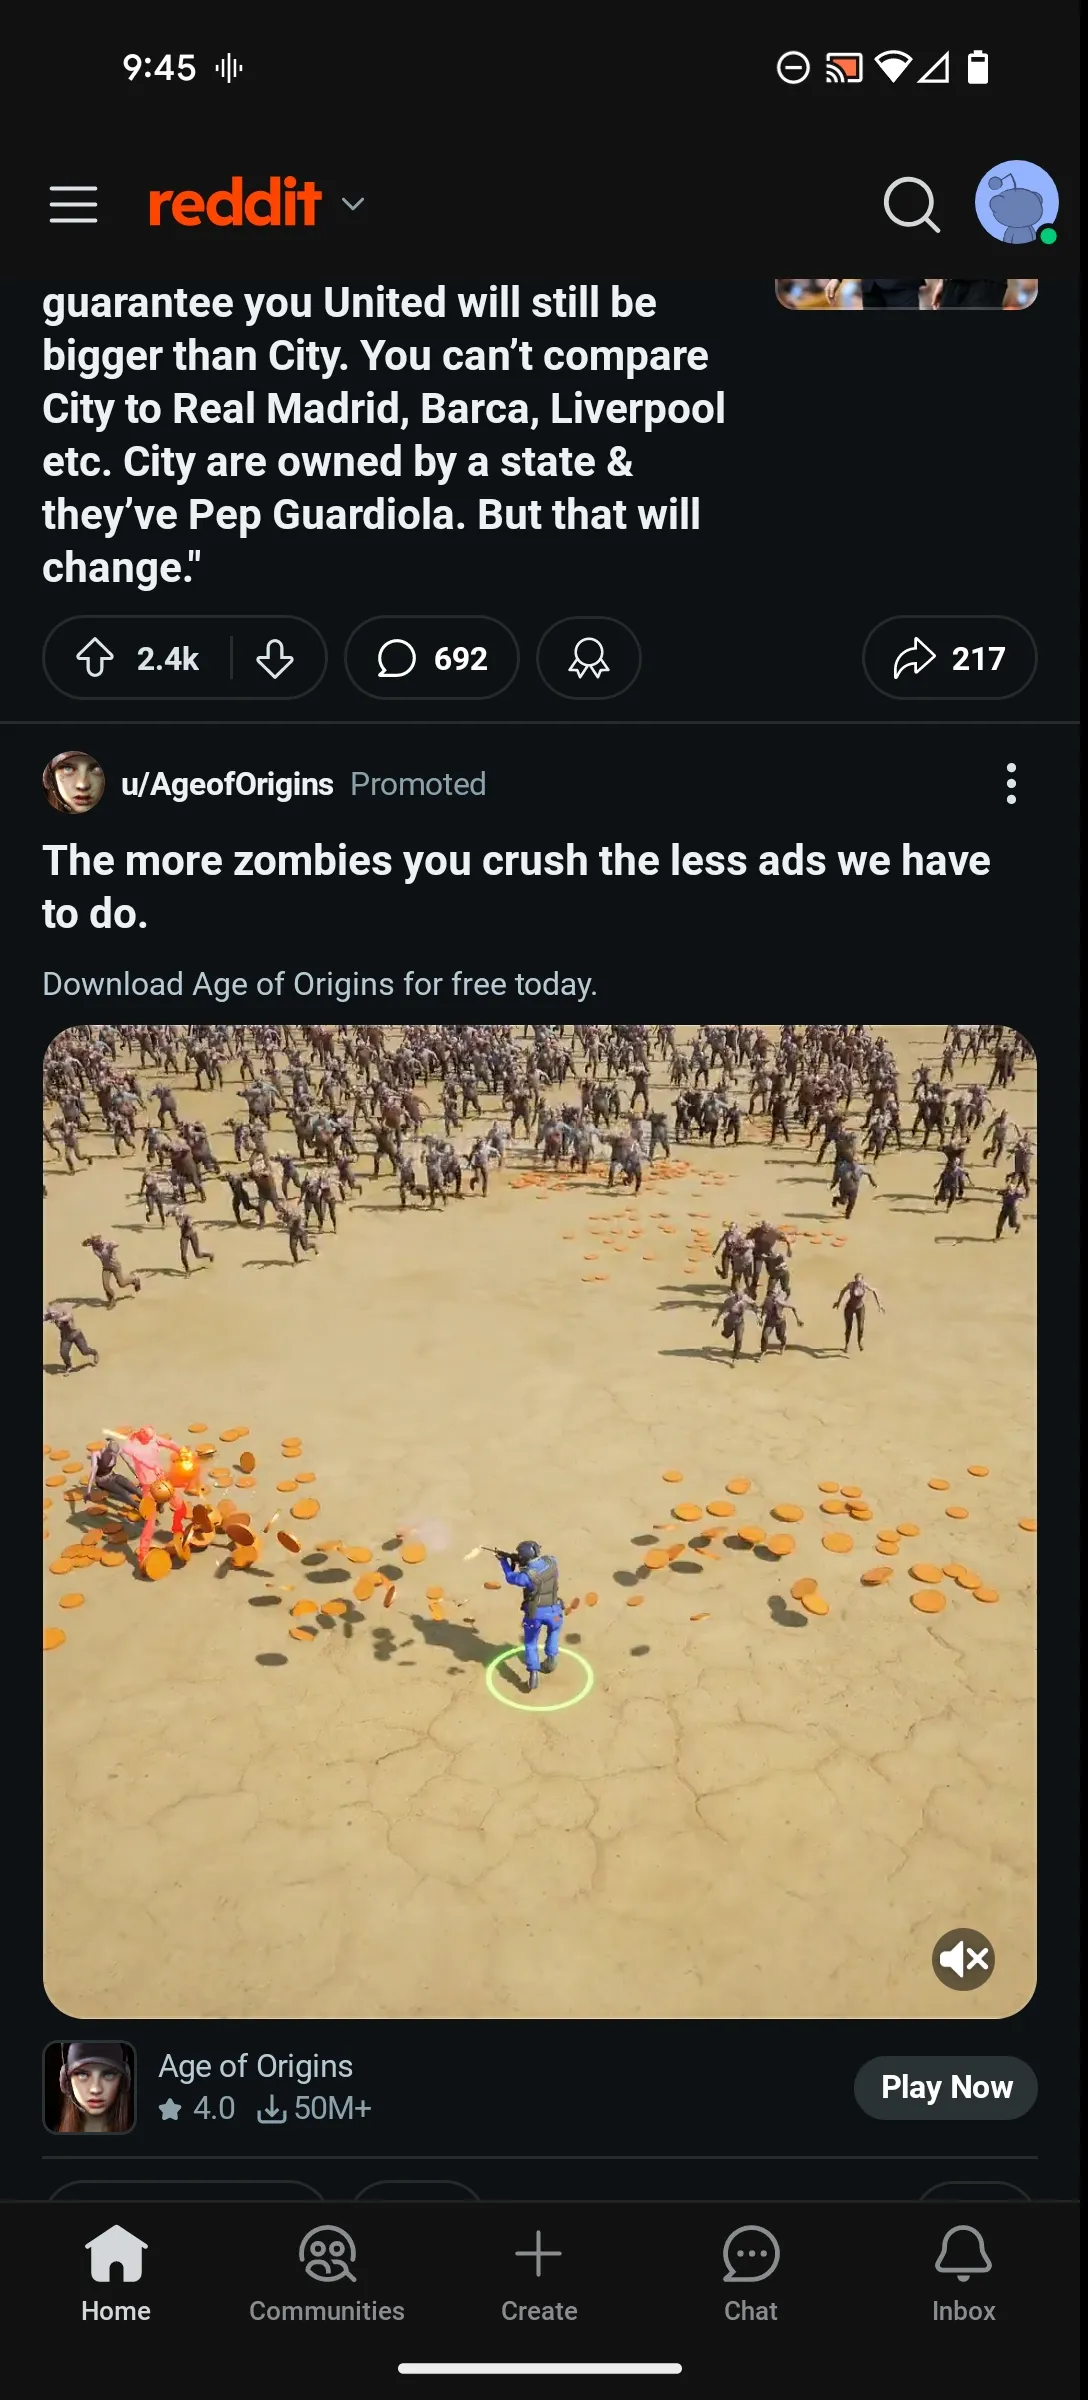 9:45
reddit
guarantee you United will still be
bigger than City. You can’t compare
City to Real Madrid, Barca, Liverpool
etc. City are owned by a state &
they’ve Pep Guardiola. But that will
change."
2.4k
692
217
u/AgeofOrigins Promoted
The more zombies you crush the less ads we have
to do.
Download Age of Origins for free today.
Age of Origins
4.0 50M+
Play Now
Home
Communities
Create
Chat
Inbox